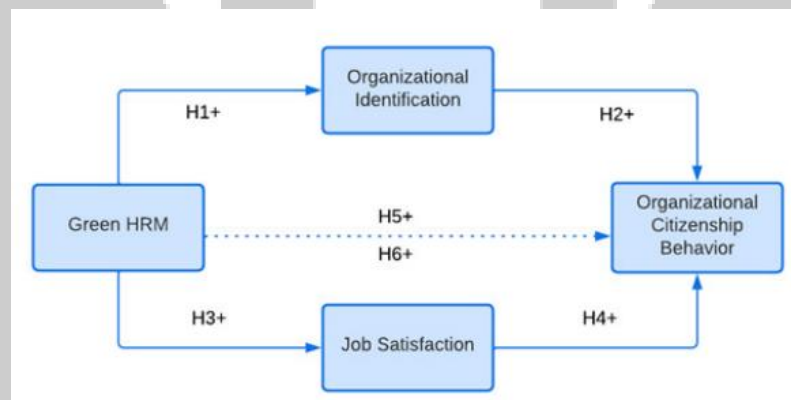 Organizational
Identification
H1+
H2+
Green HRM
H5+
H6+
Organizational
Citizenship
Behavior
H3+
H4+
Job Satisfaction